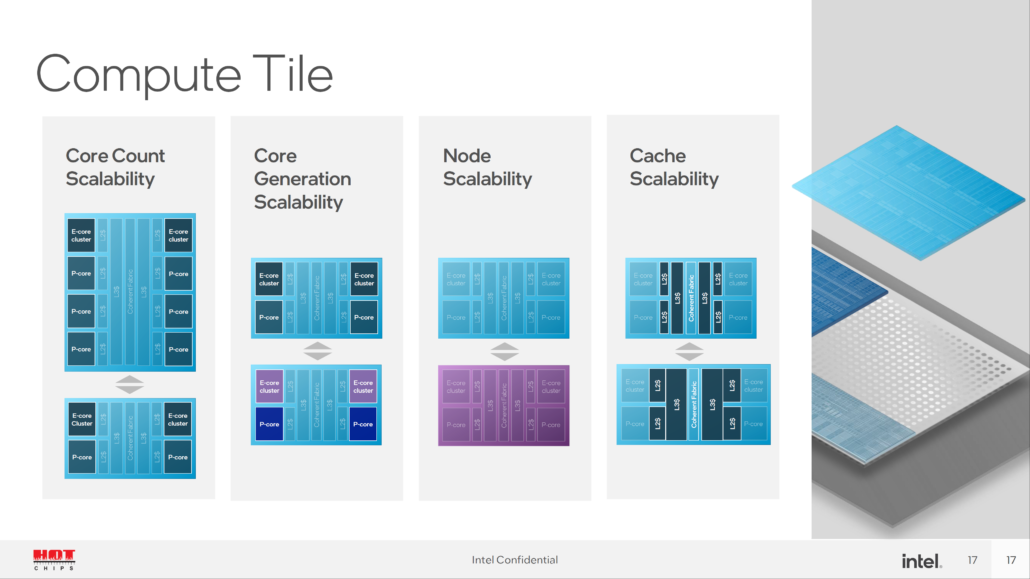 Compute Tile
Core Count
Scalability
E-core
cluster
L2$
L3$
Coherent Fabric
L3$
L2$
E-core
cluster
P-core
L2$
L2$
P-core
P-core
L2$
L2$
P-core
P-core
L2$
L2$
P-core
E-core
Cluster
L2$
L3$
Coherent Fabric
L3$
L2$
E-core
Cluster
P-core
L2$
L2$
P-core
Core
Generation
Scalability
E-core
cluster
L2$
L3$
Coherent Fabric
L3$
L2$
E-core
cluster
P-core
L2$
L2$
P-core
E-core
cluster
L2$
L3$
Coherent Fabric
L3$
L2$
E-core
cluster
P-core
L2$
L2$
P-core
Node
Scalability
E-core
cluster
L2$
L3$
Coherent Fabric
L3$
L2$
E-core
cluster
P-core
L2$
L2$
P-core
E-core
cluster
L2$
L3$
Coherent Fabric
L3$
L2$
E-core
cluster
P-core
L2$
L2$
P-core
Cache
Scalability
E-core
cluster
L2$
L3$
Coherent Fabric
L3$
L2$
E-core
cluster
P-core
L2$
L2$
P-core
E-core
cluster
L2$
L3$
Coherent Fabric
L3$
L2$
E-core
cluster
P-core
L2$
L2$
P-core
HOT
CHIPS
Intel Confidential
intel.
17
17